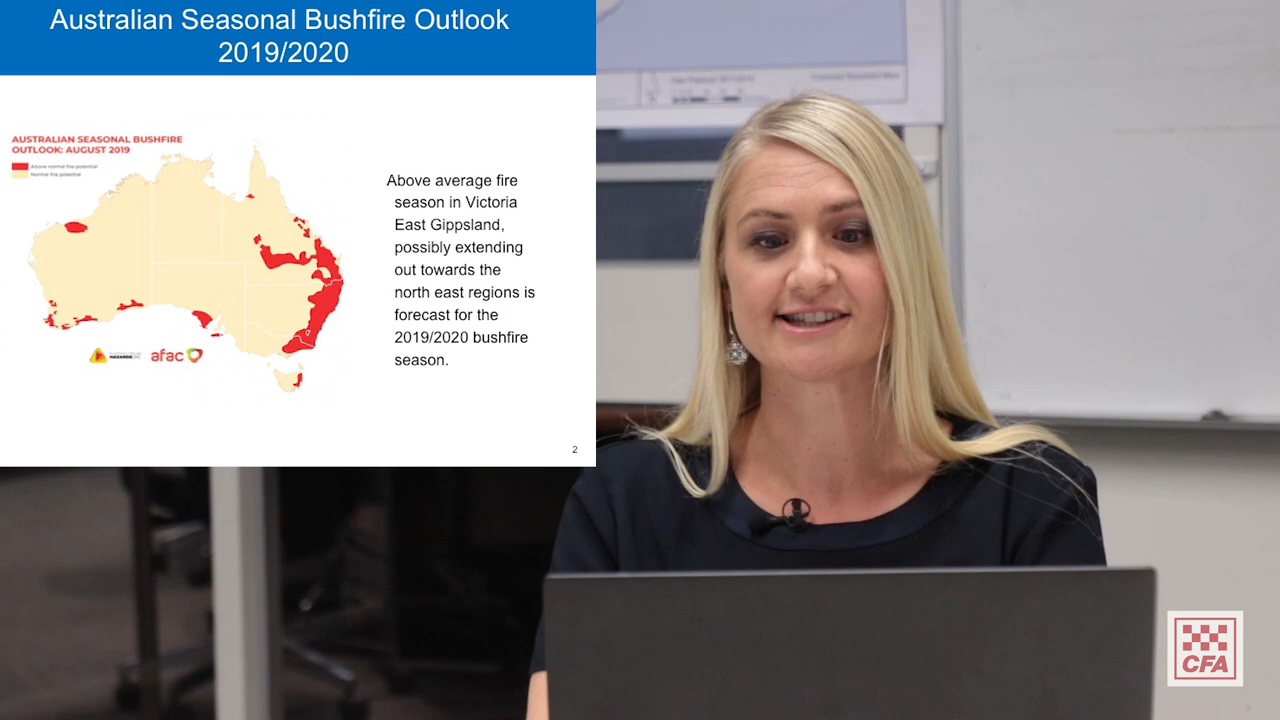 Australian Seasonal Bushfire Outlook
2019/2020
AUSTRALIAN SEASONAL BUSHFIRE
OUTLOOK: AUGUST 2019
Above normal fire potential
Normal fire potential
HAZARDS
afac
Above average fire
season in Victoria
East Gippsland,
possibly extending
out towards the
north east regions is
forecast for the
2019/2020 bushfire
season.
2
CFA